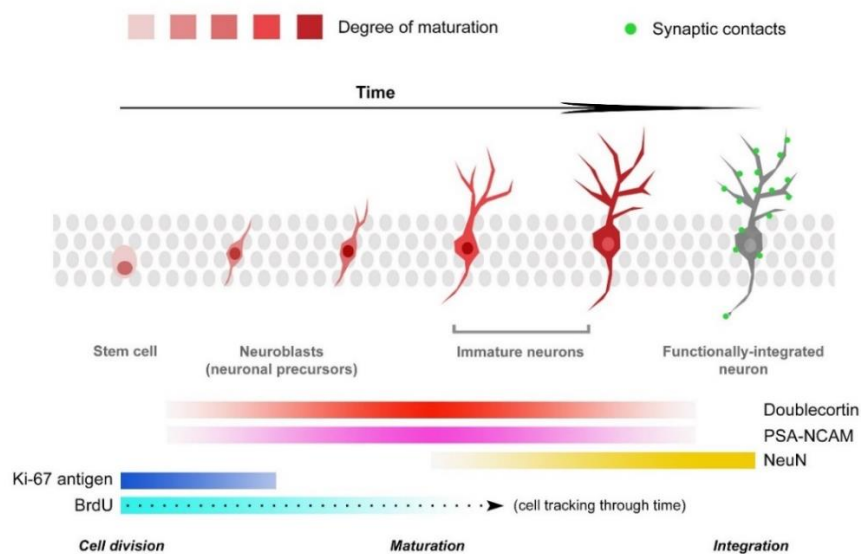 Degree of maturation
Synaptic contacts
Time
Stem cell
Neuroblasts
(neuronal precursors)
Immature neurons
Functionally-integrated
neuron
Doublecortin
PSA-NCAM
NeuN
Ki-67 antigen
BrdU
(cell tracking through time)
Cell division
Maturation
Integration